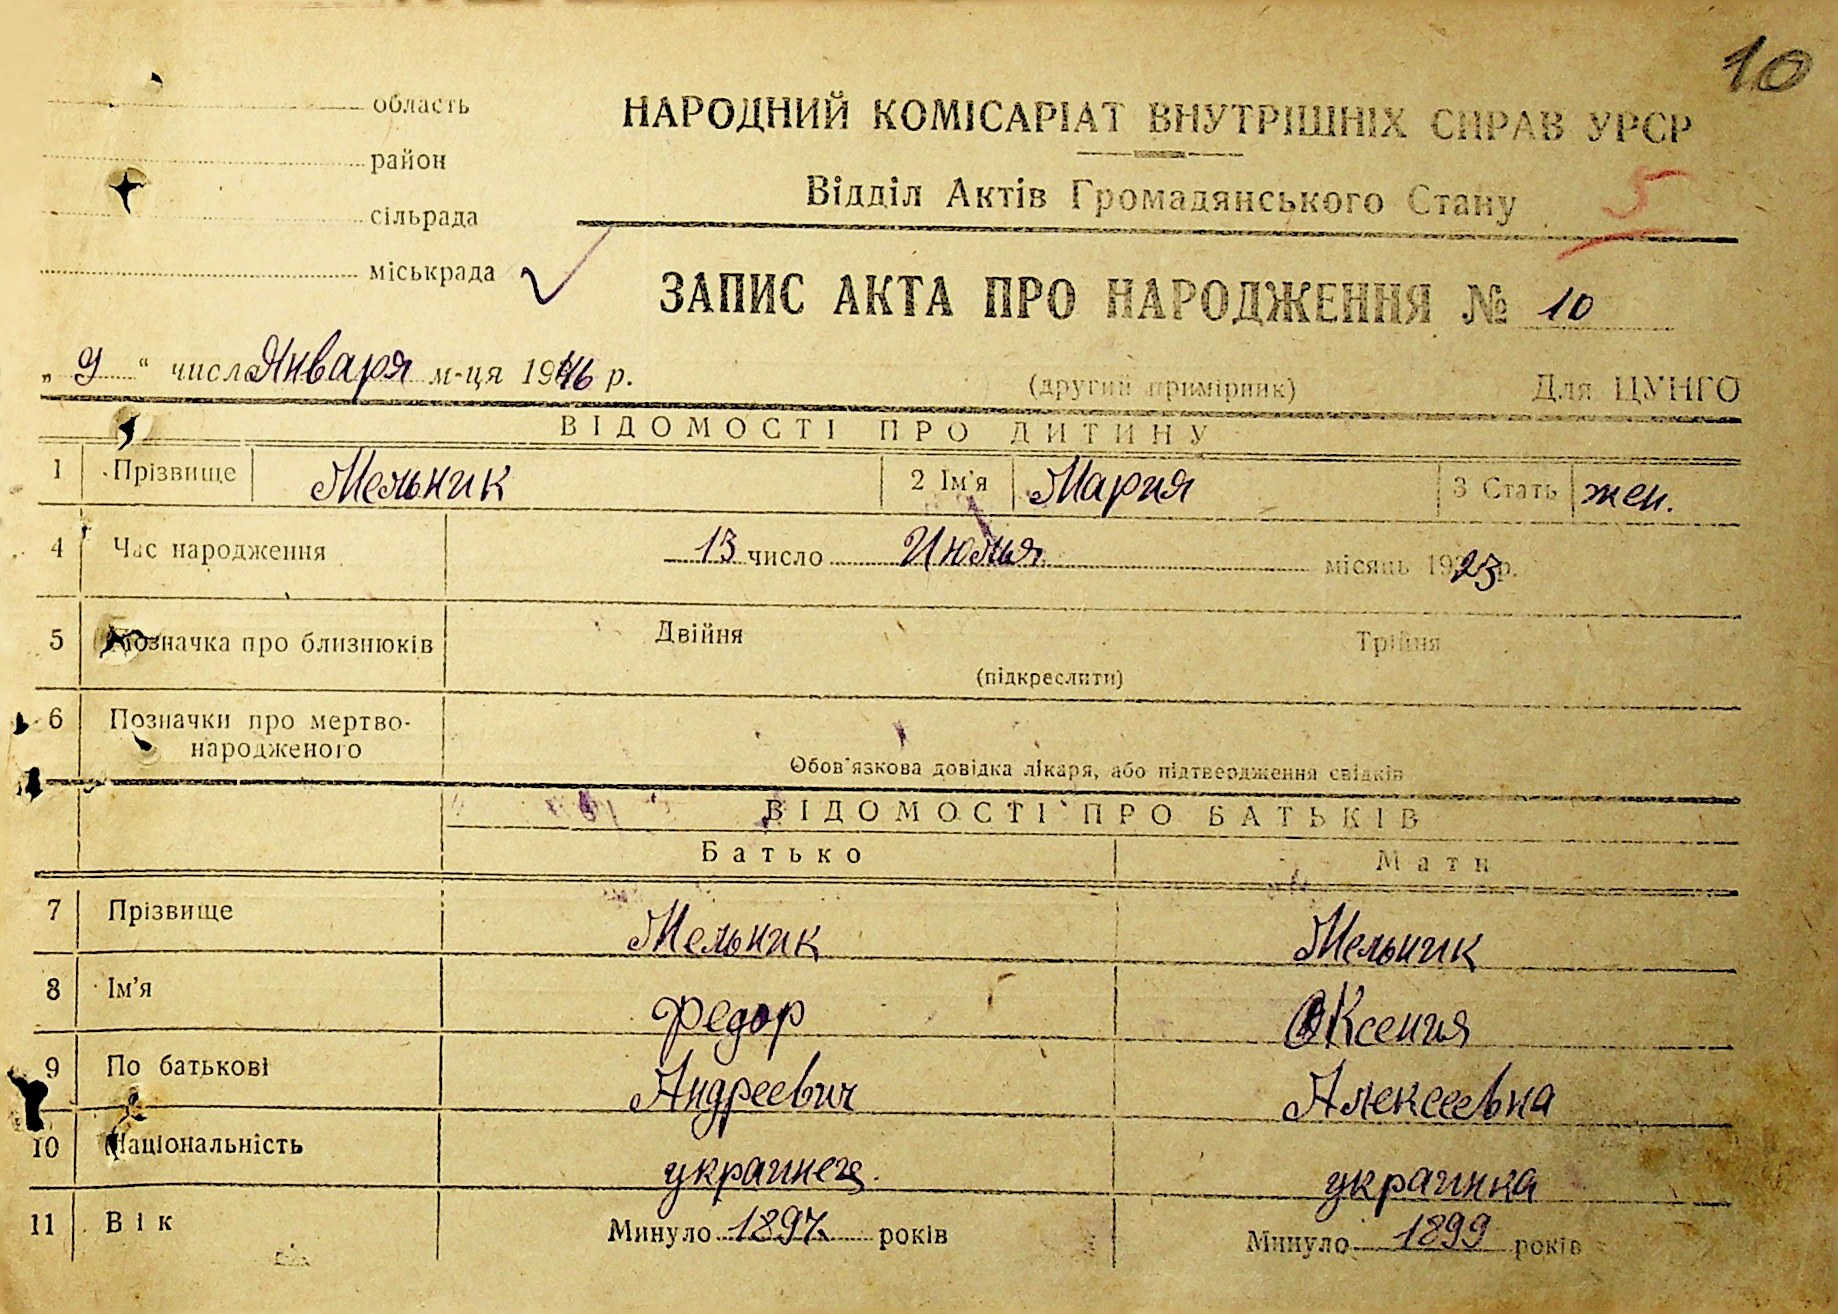 10
область
район
сільрада
міськрада
НАРОДНИЙ КОМІСАРІАТ ВНУТРІШНІХ СПРАВ УРСР
Відділ Актів Громадянського Стану
5
ЗАПИС АКТА ПРО НАРОДЖЕННЯ № 10
„ 9 “ числа Января м-ця 1946 р.
(другий примірник) Для ЦУНГО
ВІДОМОСТІ ПРО ДИТИНУ
1 Прізвище Мельник 2 Ім'я Мария 3 Стать жен.
4 Час народження 13 число Июлия місяць 1923 р.
5 Позначка про близнюків Двійня Трійня
(підкреслити)
6 Позначки про мертво-
народженого
Обов'язкова довідка лікаря, або підтвердження свідків
ВІДОМОСТІ ПРО БАТЬКІВ
Батько Мати
7 Прізвище Мельник Мельник
8 Ім'я Федор Оксения
9 По батькові Андреевич Алексеевна
10 Національність украинец. украинка
11 Вік Минуло 1897 років Минуло 1899 років